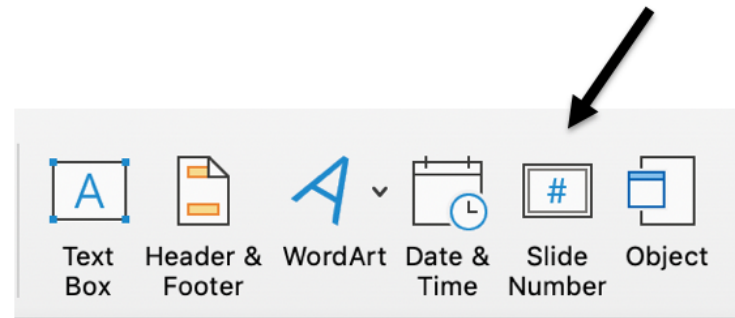 A
#
Text Box
Header & Footer
WordArt
Date & Time
Slide Number
Object